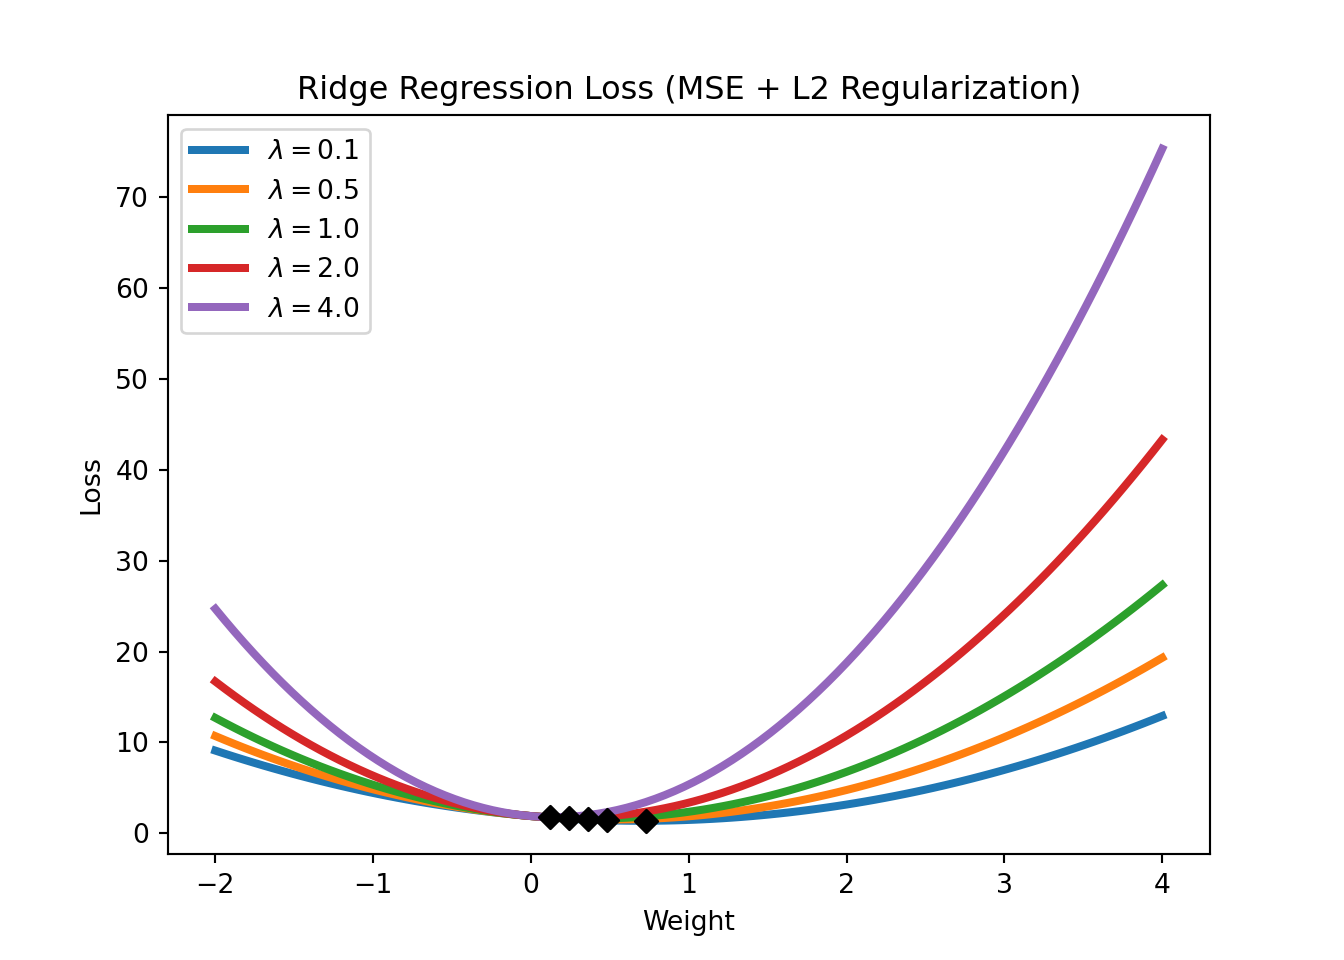 Ridge Regression Loss (MSE + L2 Regularization)
λ = 0.1
λ = 0.5
λ = 1.0
λ = 2.0
λ = 4.0
70
60
50
40
30
20
10
0
Loss
−2 −1 0 1 2 3 4
Weight